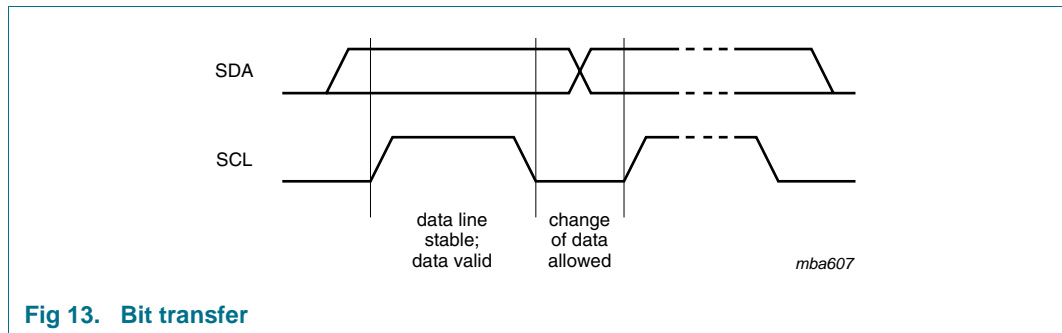 SDA
SCL
data line
stable;
data valid
change
of data
allowed
mba607
Fig 13. Bit transfer